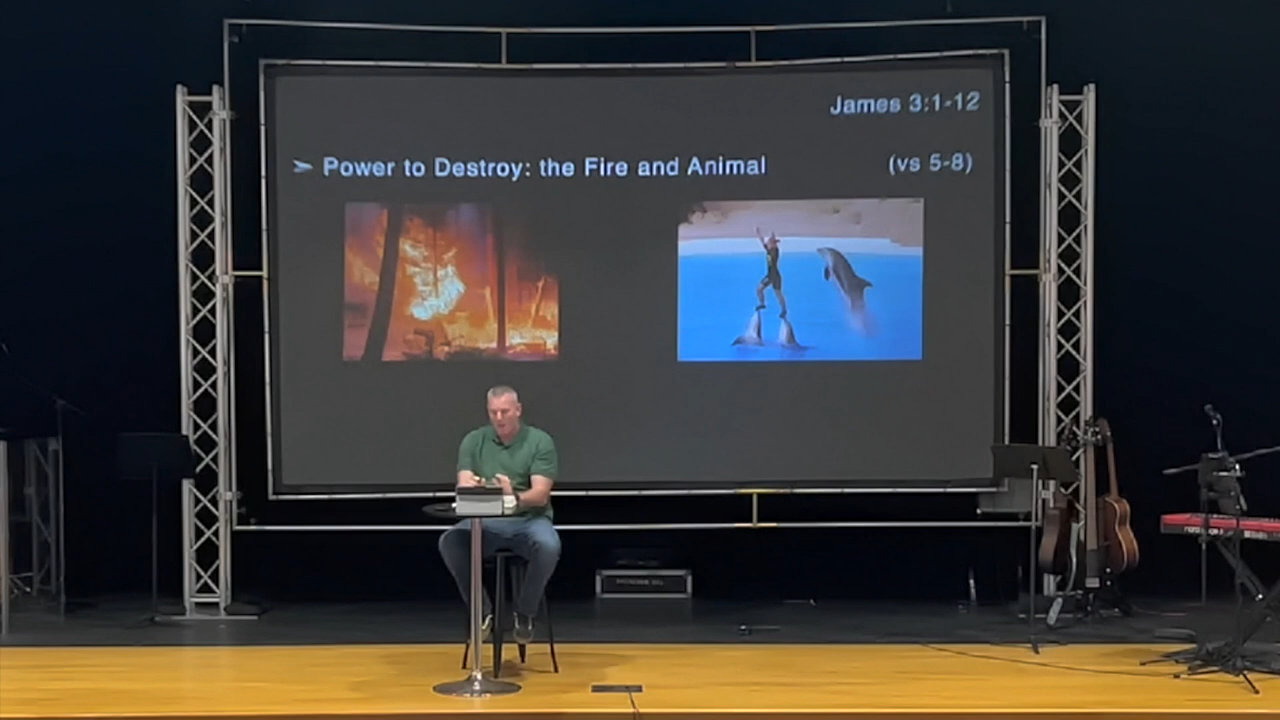 James 3:1-12
➢ Power to Destroy: the Fire and Animal (vs 5-8)